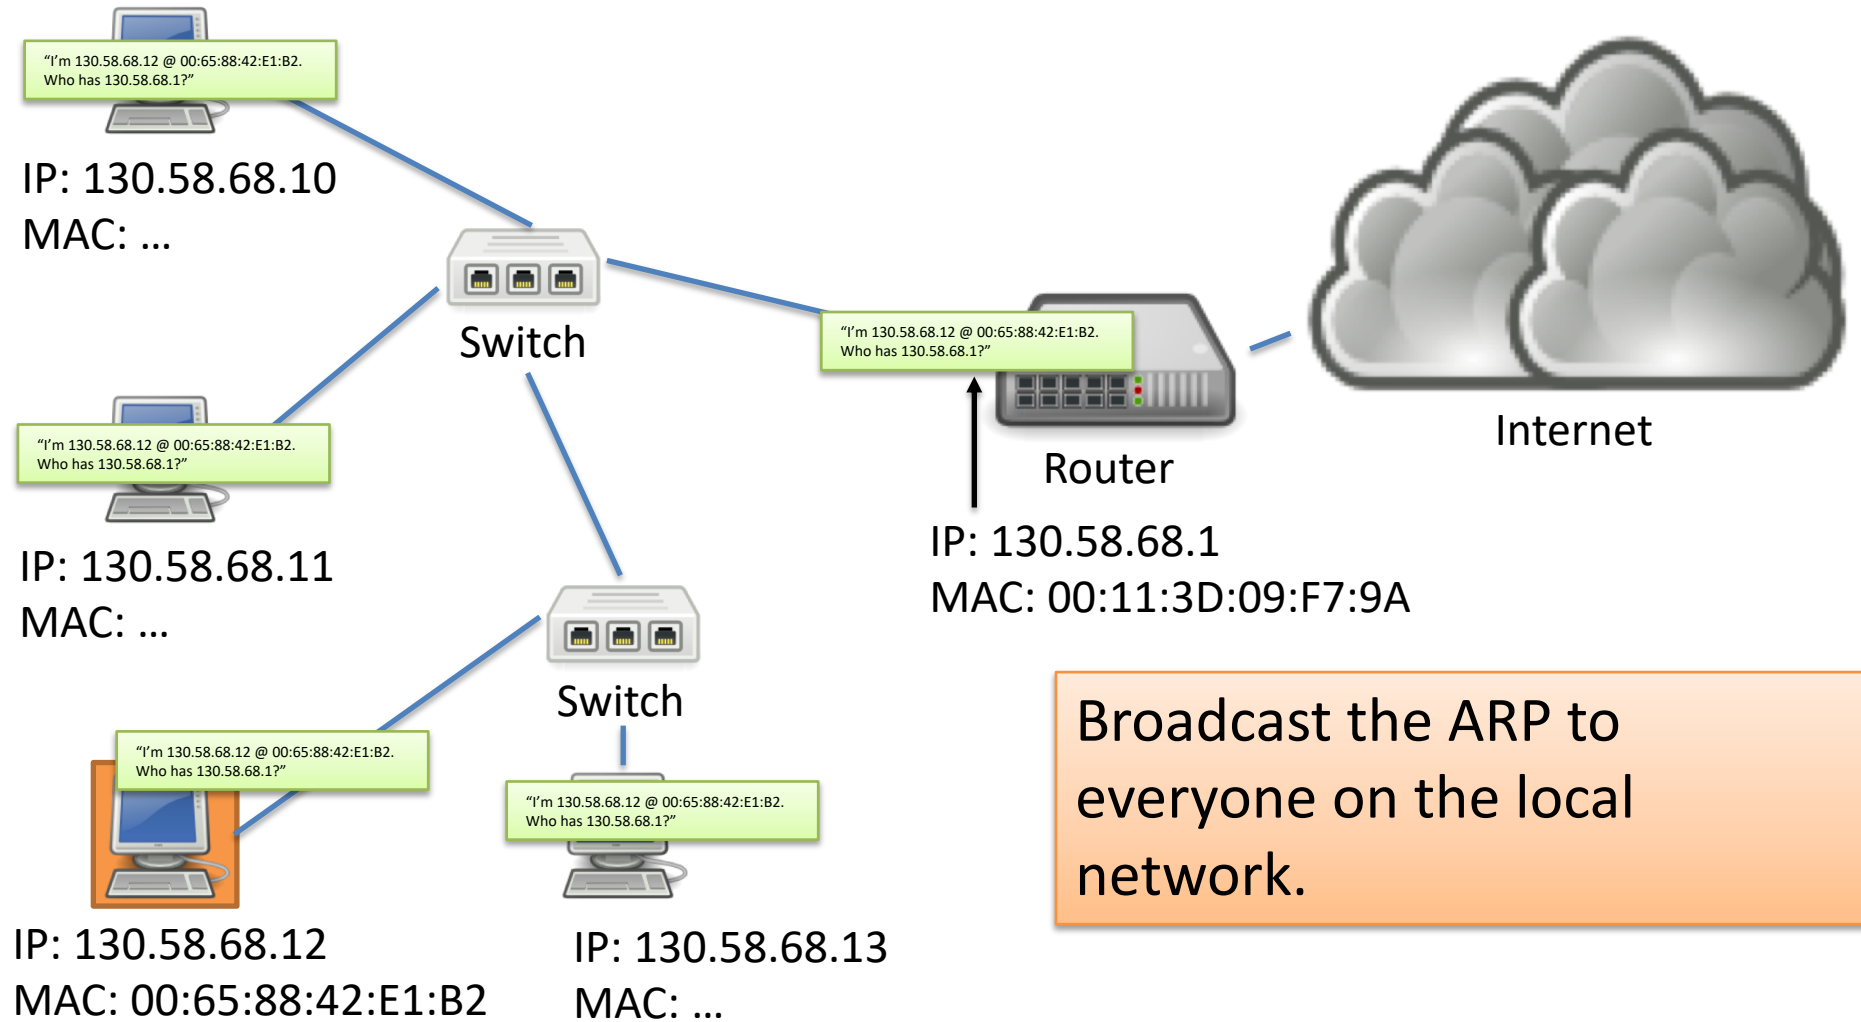 “I’m 130.58.68.12 @ 00:65:88:42:E1:B2.
Who has 130.58.68.1?”
IP: 130.58.68.10
MAC: ...
Switch
“I’m 130.58.68.12 @ 00:65:88:42:E1:B2.
Who has 130.58.68.1?”
Router
Internet
IP: 130.58.68.1
MAC: 00:11:3D:09:F7:9A
“I’m 130.58.68.12 @ 00:65:88:42:E1:B2.
Who has 130.58.68.1?”
IP: 130.58.68.11
MAC: ...
Switch
“I’m 130.58.68.12 @ 00:65:88:42:E1:B2.
Who has 130.58.68.1?”
IP: 130.58.68.12
MAC: 00:65:88:42:E1:B2
“I’m 130.58.68.12 @ 00:65:88:42:E1:B2.
Who has 130.58.68.1?”
IP: 130.58.68.13
MAC: ...
Broadcast the ARP to
everyone on the local
network.